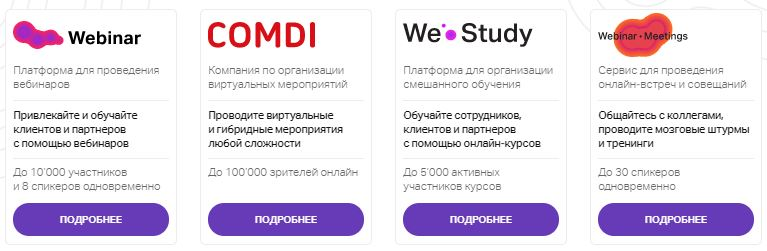 Webinar
Платформа для проведения
вебинаров
Привлекайте и обучайте
клиентов и партнеров
с помощью вебинаров
До 10'000 участников
и 8 спикеров одновременно
ПОДРОБНЕЕ
COMDI
Компания по организации
виртуальных мероприятий
Проводите виртуальные
и гибридные мероприятия
любой сложности
До 100'000 зрителей онлайн
ПОДРОБНЕЕ
We Study
Платформа для организации
смешанного обучения
Обучайте сотрудников,
клиентов и партнеров
с помощью онлайн-курсов
До 5'000 активных
участников курсов
ПОДРОБНЕЕ
Webinar • Meetings
Сервис для проведения
онлайн-встреч и совещаний
Общайтесь с коллегами,
проводите мозговые штурмы
и тренинги
До 30 спикеров
одновременно
ПОДРОБНЕЕ